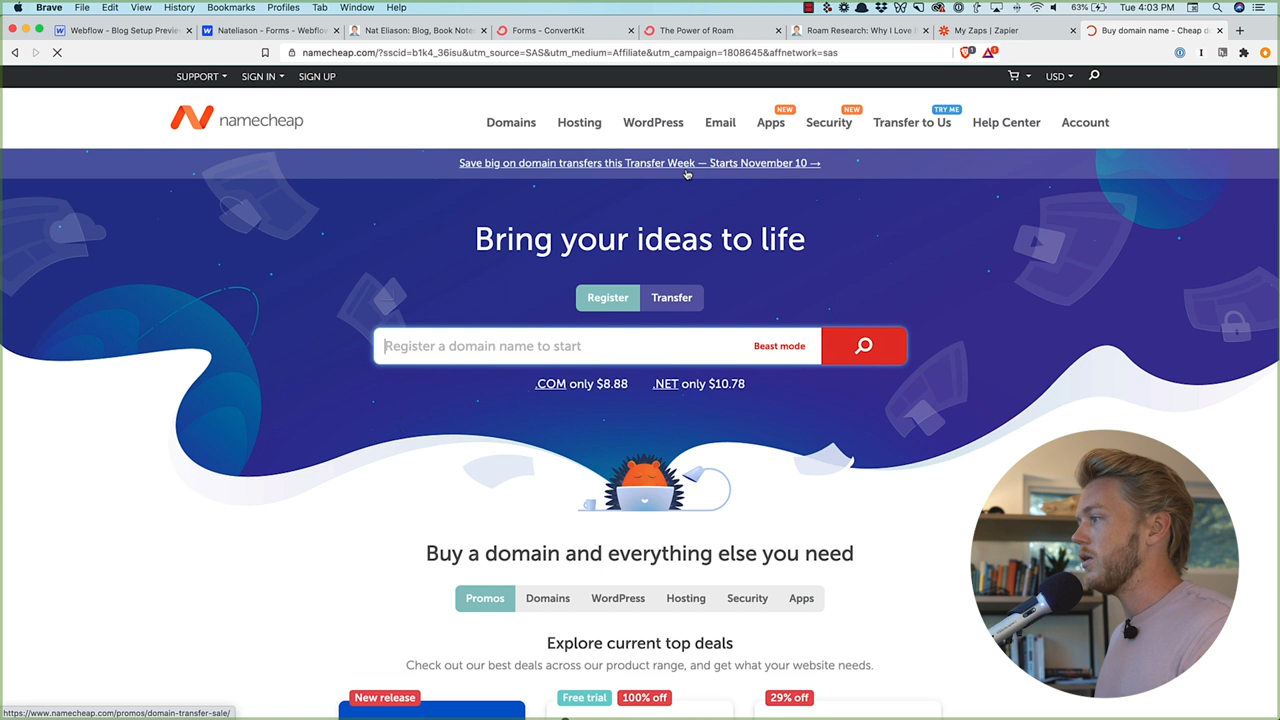 Brave File Edit View History Bookmarks Profiles Tab Window Help 63% Tue 4:03 PM
Webflow - Blog Setup Preview Nateliason - Forms - Webflow Nat Eliason: Blog, Book Notes Forms - ConvertKit The Power of Roam Roam Research: Why I Love My Zaps | Zapier Buy domain name - Cheap d
namecheap.com/?sscid=b1k4_36isu&utm_source=SAS&utm_medium=Affiliate&utm_campaign=1808645&affnetwork=sas
SUPPORT SIGN IN SIGN UP USD
NEW NEW TRY ME
namecheap Domains Hosting WordPress Email Apps Security Transfer to Us Help Center Account
Save big on domain transfers this Transfer Week — Starts November 10 →
Bring your ideas to life
Register Transfer
Register a domain name to start Beast mode
.COM only $8.88 .NET only $10.78
Buy a domain and everything else you need
Promos Domains WordPress Hosting Security Apps
Explore current top deals
Check out our best deals across our product range, and get what your website needs.
New release Free trial 100% off 29% off
https://www.namecheap.com/promos/domain-transfer-sale/